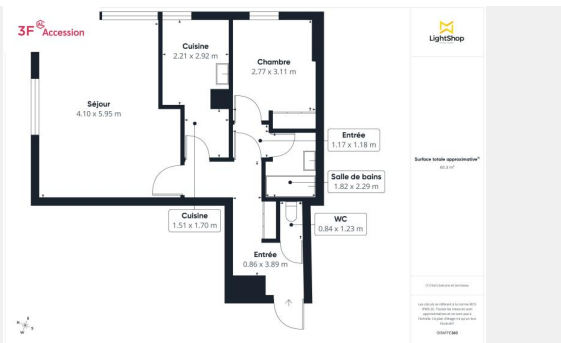 3F Accession
Cuisine
2.21 x 2.92 m
Chambre
2.77 x 3.11 m
Séjour
4.10 x 5.95 m
Entrée
1.17 x 1.18 m
Salle de bains
1.82 x 2.29 m
Cuisine
1.51 x 1.70 m
WC
0.84 x 1.23 m
Entrée
0.86 x 3.89 m
LightShop
Surface totale approximative⁽¹⁾
GIRAFFE360
N
E
S
W